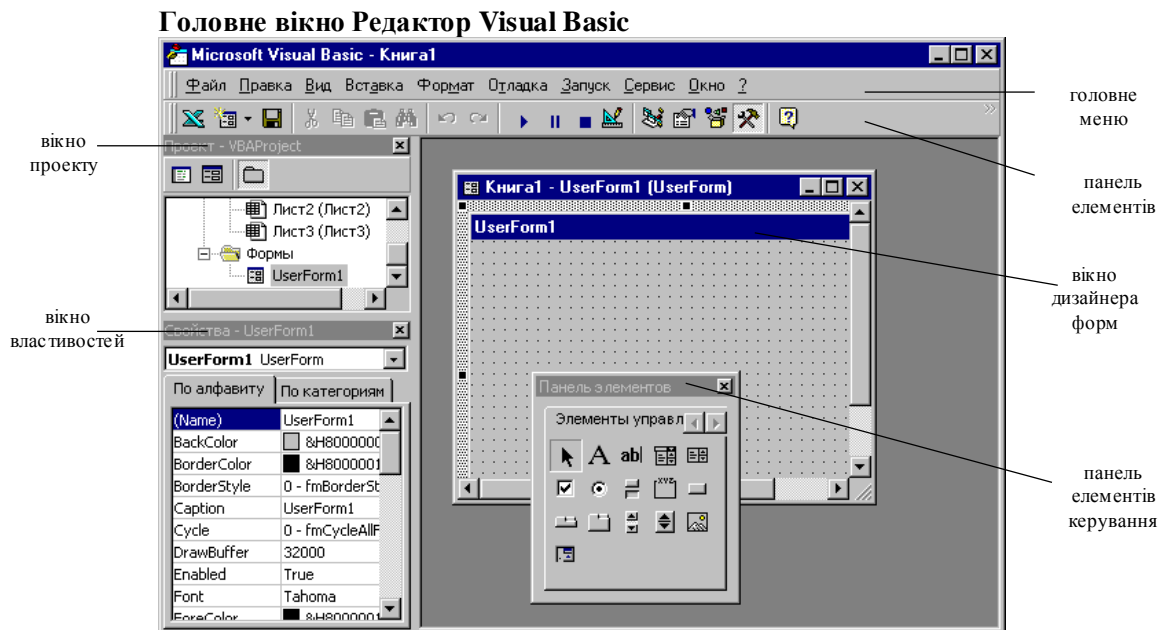 Головне вікно Редактор Visual Basic
Microsoft Visual Basic - Книга1
Файл Правка Вид Вставка Формат Отладка Запуск Сервис Окно ?
головне
меню
вікно
проекту
Проект - VBAProject
панель
елементів
Лист2 (Лист2)
Лист3 (Лист3)
Формы
UserForm1
Книга1 - UserForm1 (UserForm)
UserForm1
вікно
дизайнера
форм
вікно
властивостей
Свойства - UserForm1
UserForm1 UserForm
По алфавиту По категориям
(Name) UserForm1
BackColor &H8000000
BorderColor &H8000001
BorderStyle 0 - fmBorderSt
Caption UserForm1
Cycle 0 - fmCycleAllF
DrawBuffer 32000
Enabled True
Font Tahoma
ForeColor &H8000001
Панель элементов
Элементы управл
A ab|
xyz
панель
елементів
керування